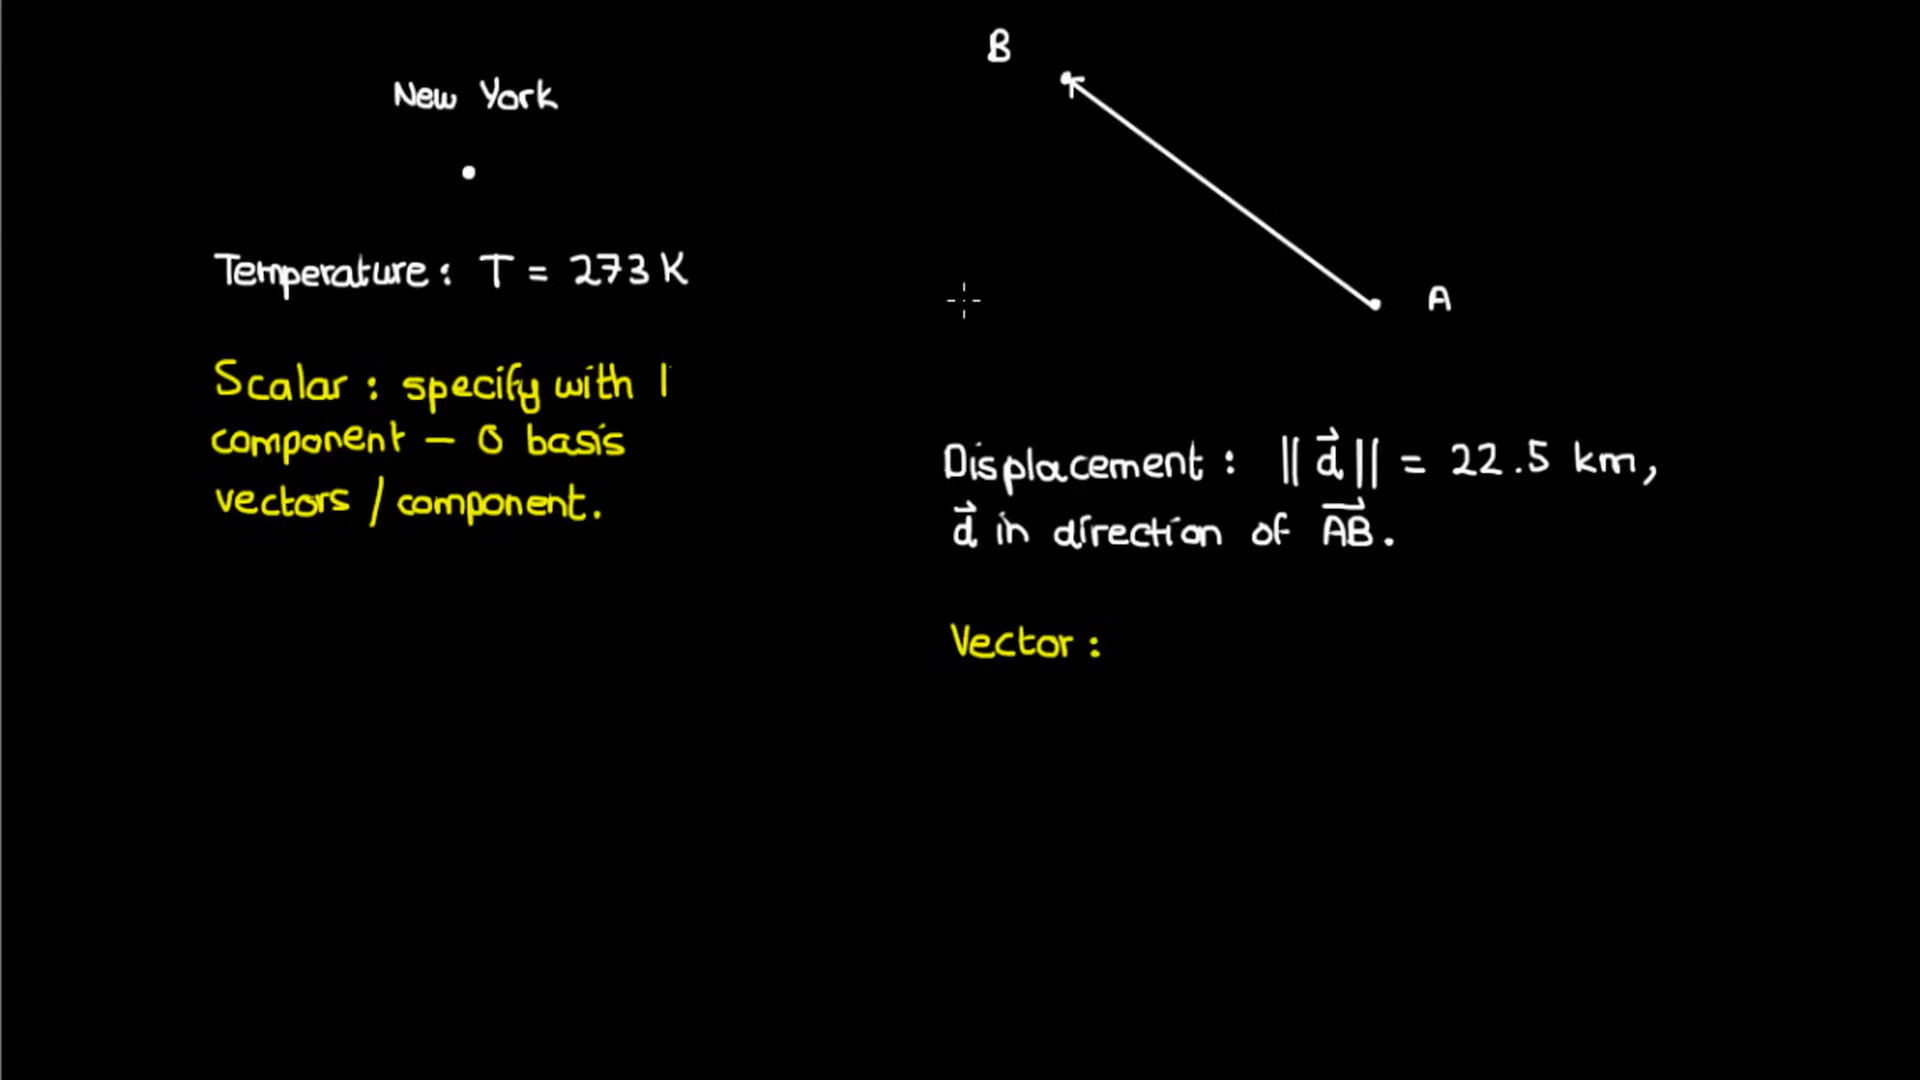 New York
Temperature: T = 273 K
Scalar: specify with 1
component – 0 basis
vectors / component.
B
A
Displacement: ||d⃗|| = 22.5 km,
d⃗ in direction of A⃗B⃗.
Vector: